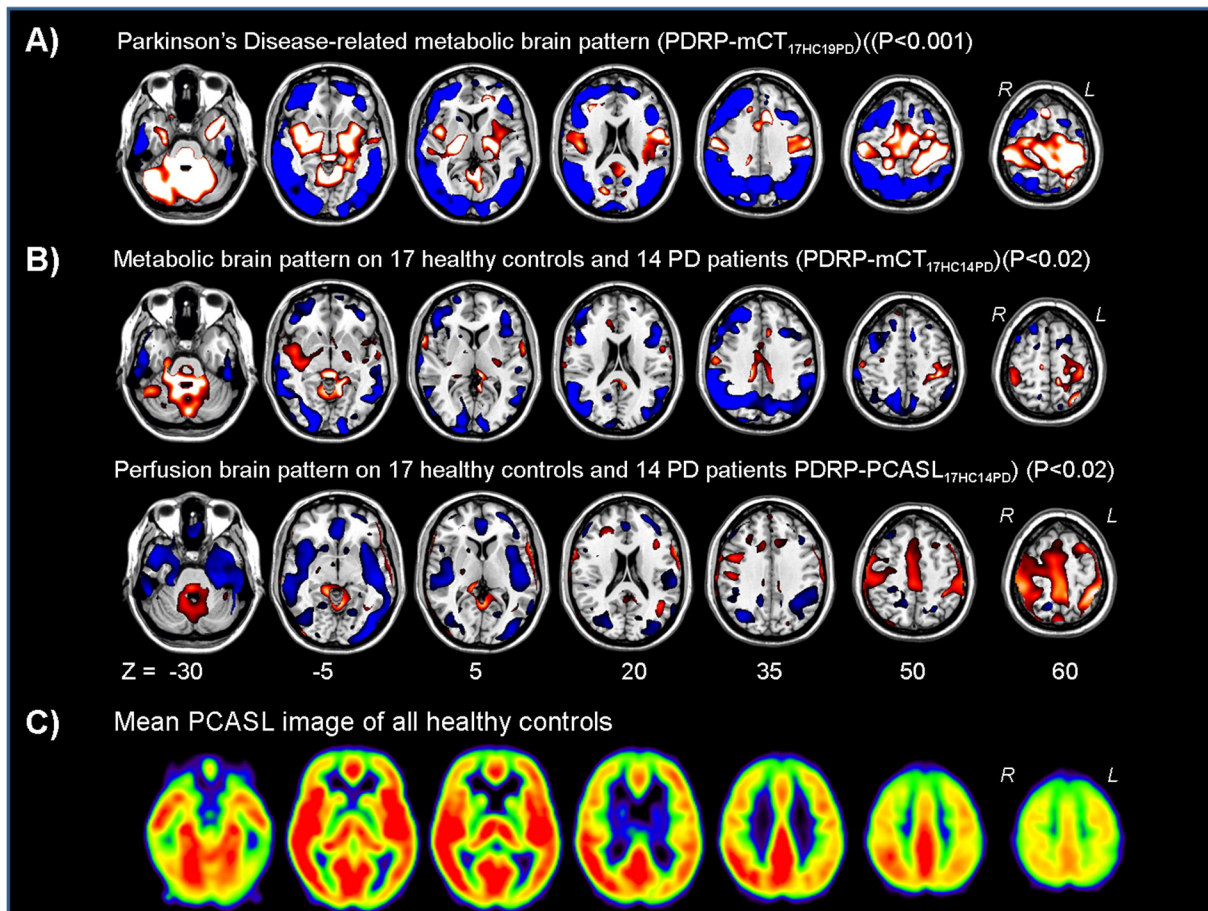 A) Parkinson's Disease-related metabolic brain pattern (PDRP-mCT17HC19PD)((P<0.001)
R L
B) Metabolic brain pattern on 17 healthy controls and 14 PD patients (PDRP-mCT17HC14PD)(P<0.02)
R L
Perfusion brain pattern on 17 healthy controls and 14 PD patients PDRP-PCASL17HC14PD) (P<0.02)
R L
Z = -30 -5 5 20 35 50 60
C) Mean PCASL image of all healthy controls
R L